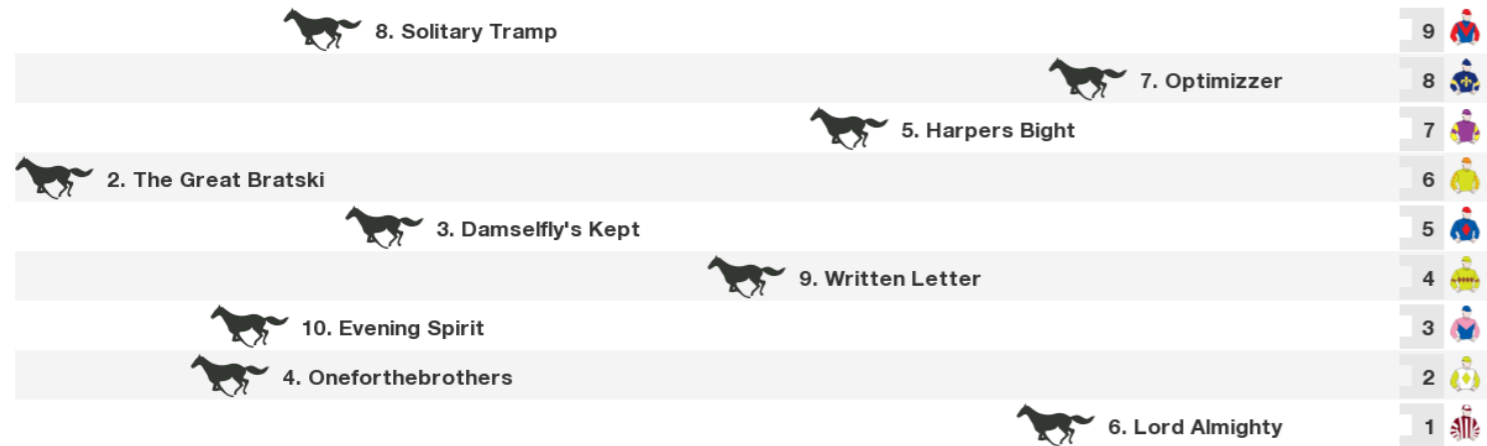 8. Solitary Tramp 9
7. Optimizzer 8
5. Harpers Bight 7
2. The Great Bratski 6
3. Damselfly's Kept 5
9. Written Letter 4
10. Evening Spirit 3
4. Oneforthebrothers 2
6. Lord Almighty 1